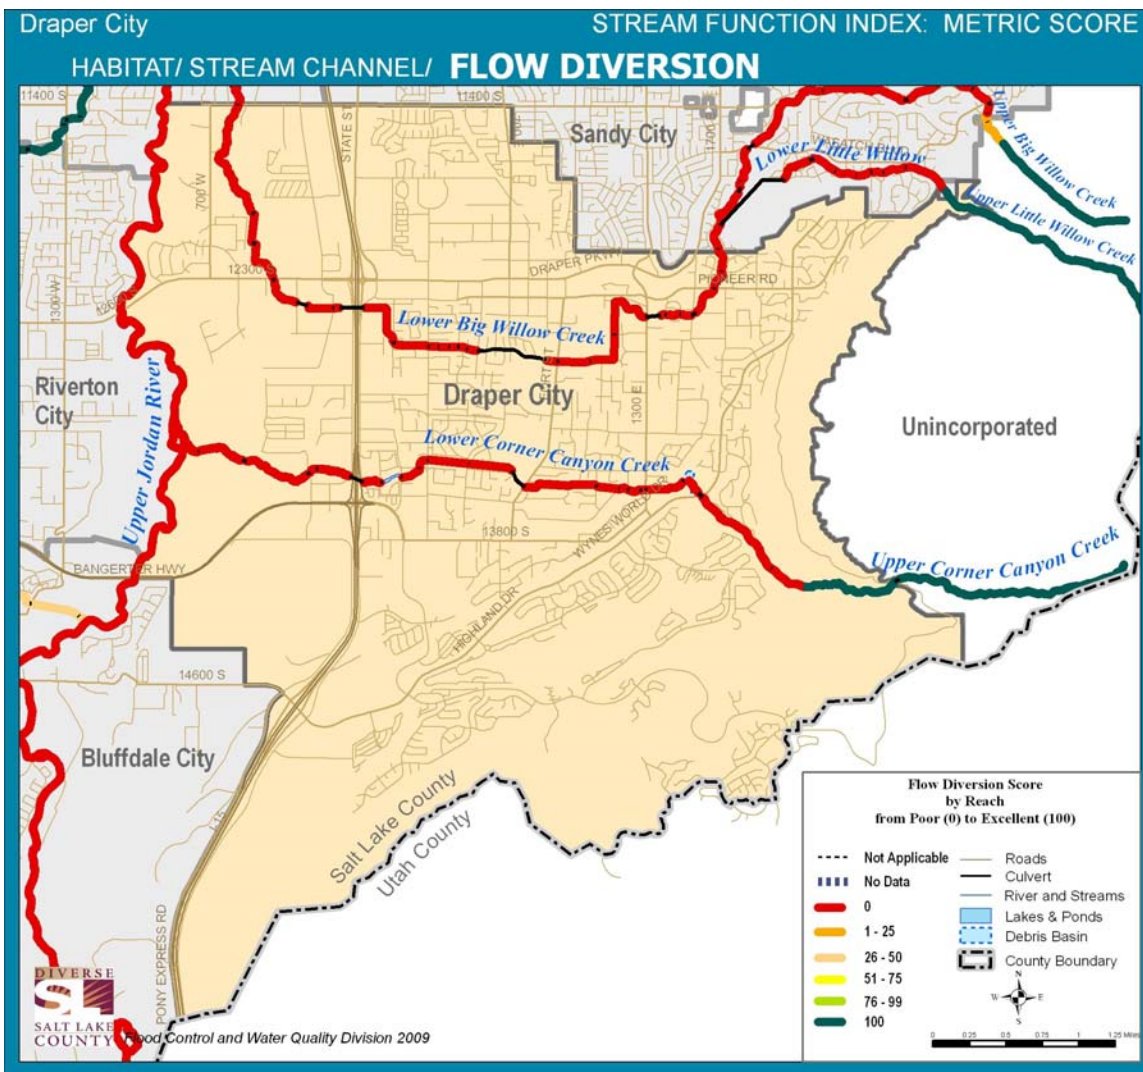 Draper City
STREAM FUNCTION INDEX: METRIC SCORE
HABITAT/ STREAM CHANNEL/ FLOW DIVERSION
11400 S
11400 S
STATE ST
1700 E
Sandy City
Upper Big Willow Creek
Lower Little Willow
Upper Little Willow Creek
700 W
DRAPER PKWY
12300 S
PIONEER RD
1300 W
12600 S
Lower Big Willow Creek
Riverton
City
Draper City
1300 E
Unincorporated
Upper Jordan River
Lower Corner Canyon Creek
13800 S
BANGERTER HWY
Upper Corner Canyon Creek
HIGHLAND DR
14600 S
Bluffdale City
I-15
Salt Lake County
Utah County
PONY EXPRESS RD
Flow Diversion Score
by Reach
from Poor (0) to Excellent (100)
Not Applicable
No Data
0
1 - 25
26 - 50
51 - 75
76 - 99
100
Roads
Culvert
River and Streams
Lakes & Ponds
Debris Basin
County Boundary
N
W E
S
0 0.25 0.5 0.75 1 1.25 Miles
DIVERSE
SL
SALT LAKE
COUNTY
Flood Control and Water Quality Division 2009